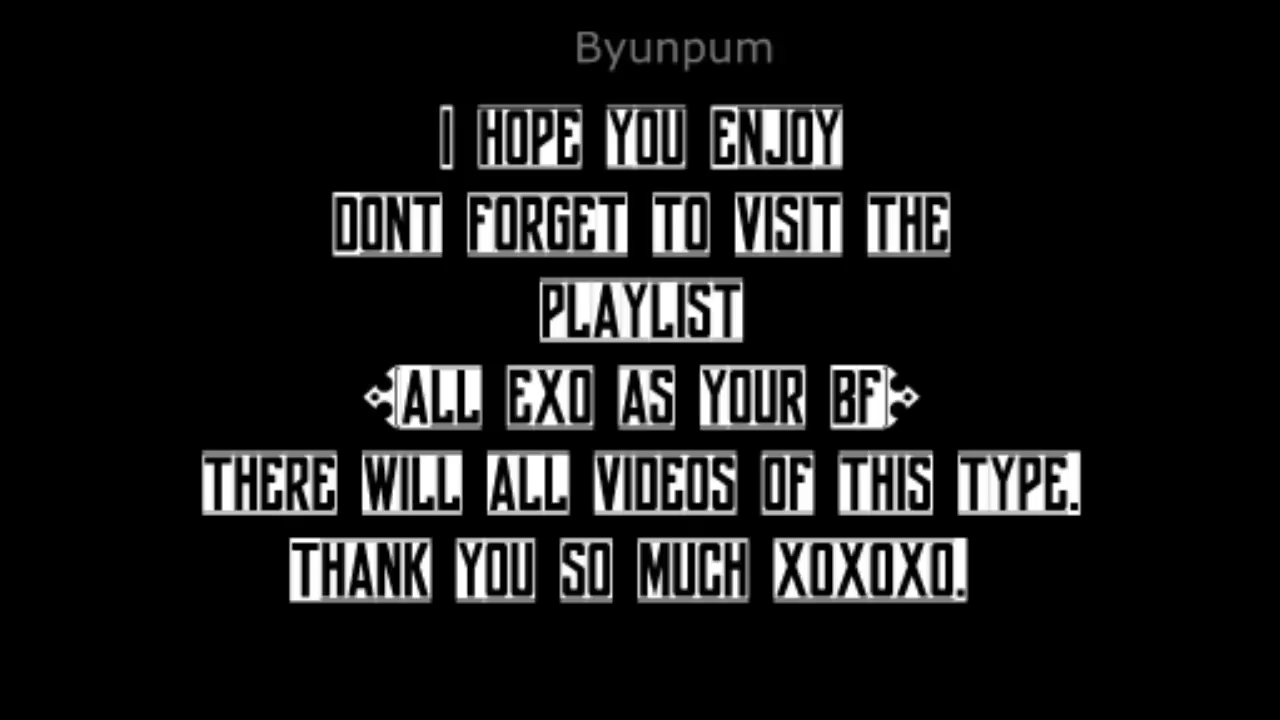 Byunpum
I HOPE YOU ENJOY
DONT FORGET TO VISIT THE
PLAYLIST
ALL EXO AS YOUR BF
THERE WILL ALL VIDEOS OF THIS TYPE.
THANK YOU SO MUCH XOXOXO.